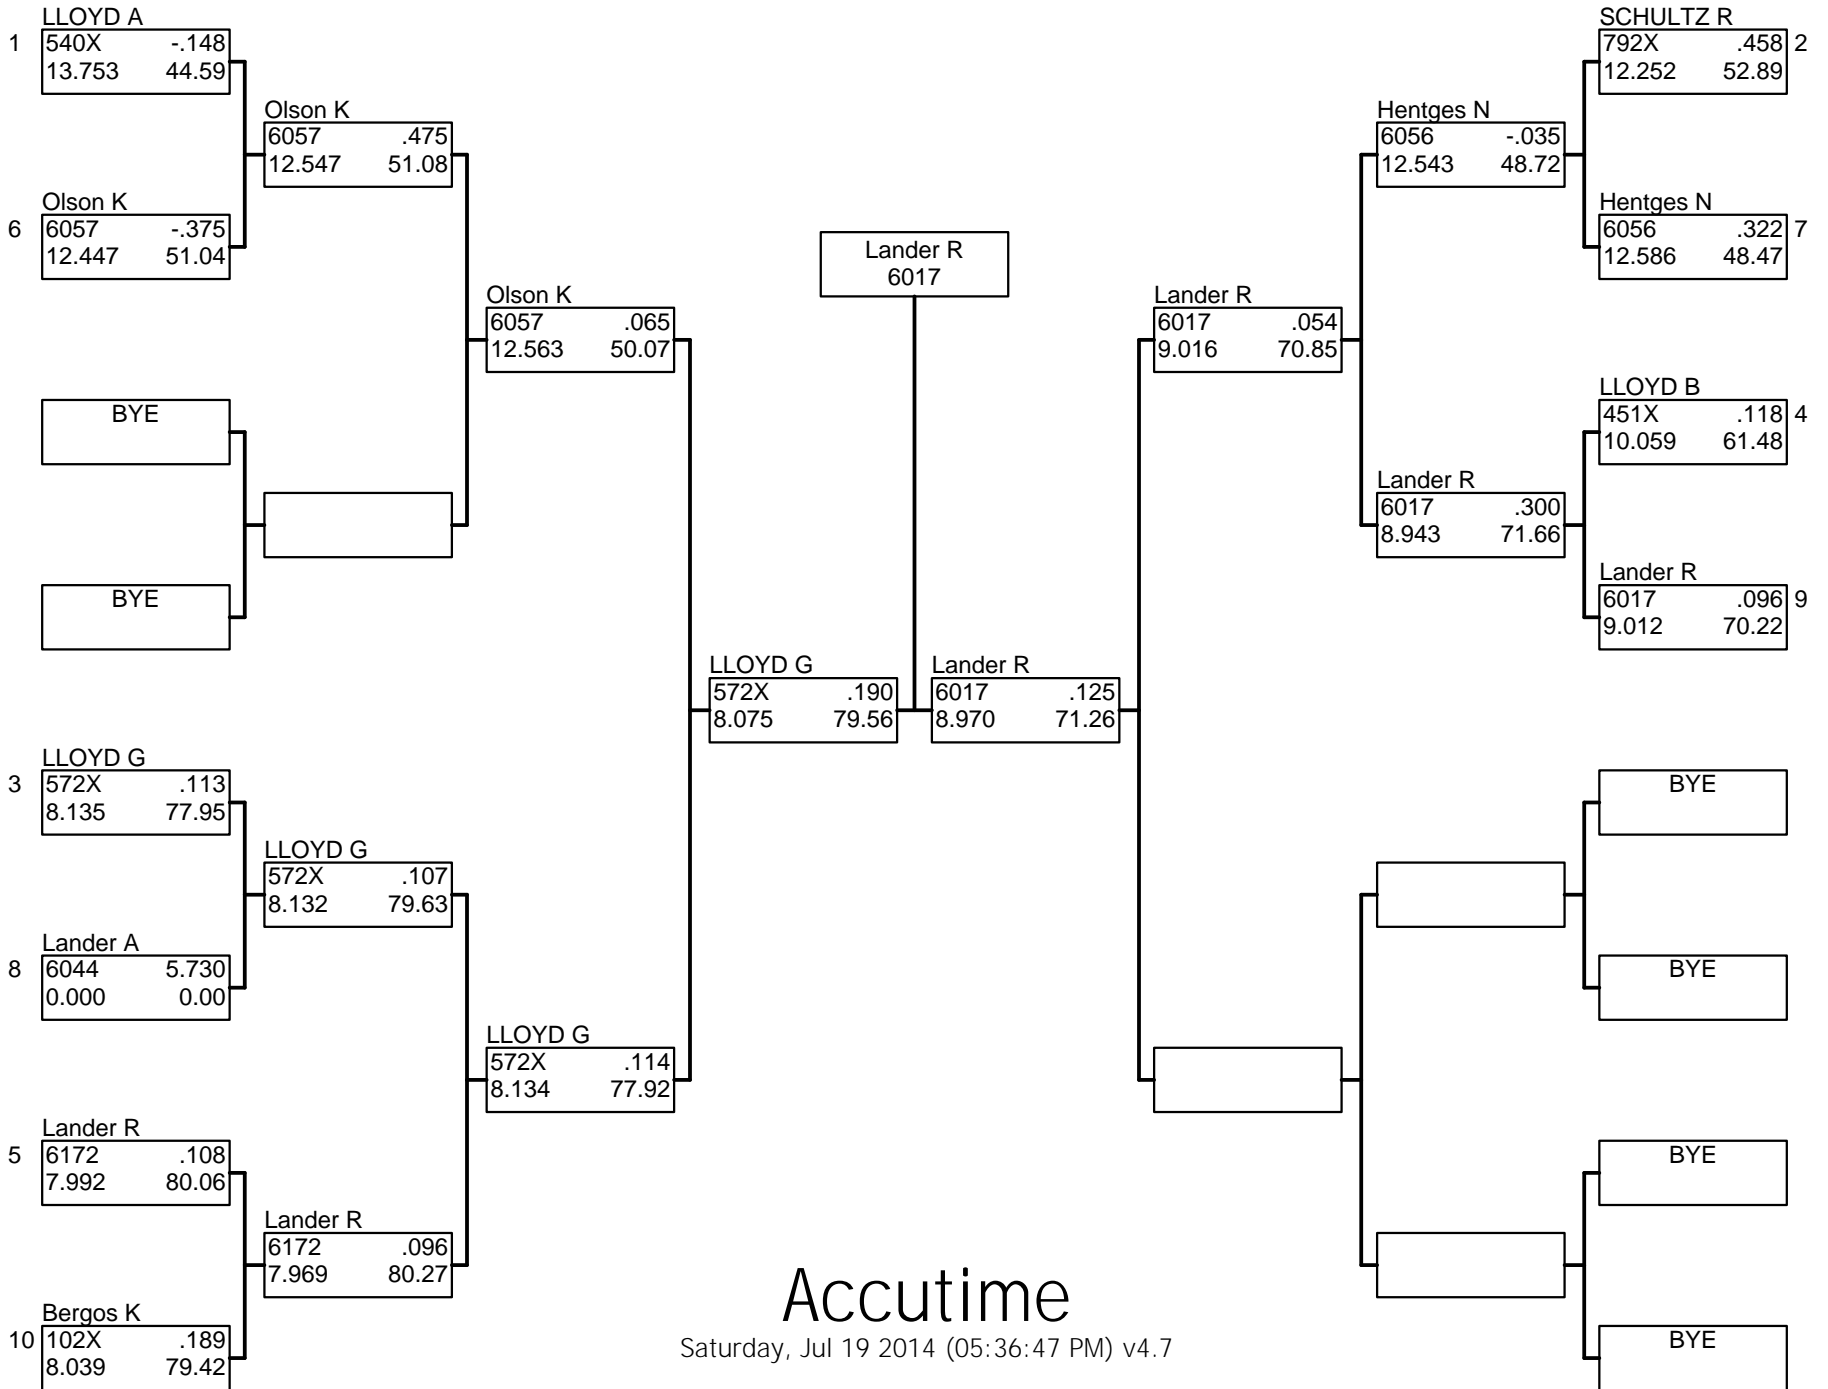 LLOYD A
1 540X -.148
13.753 44.59
Olson K
6057 .475
12.547 51.08
Olson K
6 6057 -.375
12.447 51.04
Olson K
6057 .065
12.563 50.07
BYE
BYE
LLOYD G
572X .190
8.075 79.56
LLOYD G
3 572X .113
8.135 77.95
LLOYD G
572X .107
8.132 79.63
Lander A
8 6044 5.730
0.000 0.00
LLOYD G
572X .114
8.134 77.92
Lander R
5 6172 .108
7.992 80.06
Lander R
6172 .096
7.969 80.27
Bergos K
10 102X .189
8.039 79.42
Lander R
6017
Lander R
6017 .125
8.970 71.26
Lander R
6017 .054
9.016 70.85
Hentges N
6056 -.035
12.543 48.72
SCHULTZ R
792X .458 2
12.252 52.89
Hentges N
6056 .322 7
12.586 48.47
LLOYD B
451X .118 4
10.059 61.48
Lander R
6017 .300
8.943 71.66
Lander R
6017 .096 9
9.012 70.22
BYE
BYE
BYE
BYE
Accutime
Saturday, Jul 19 2014 (05:36:47 PM) v4.7